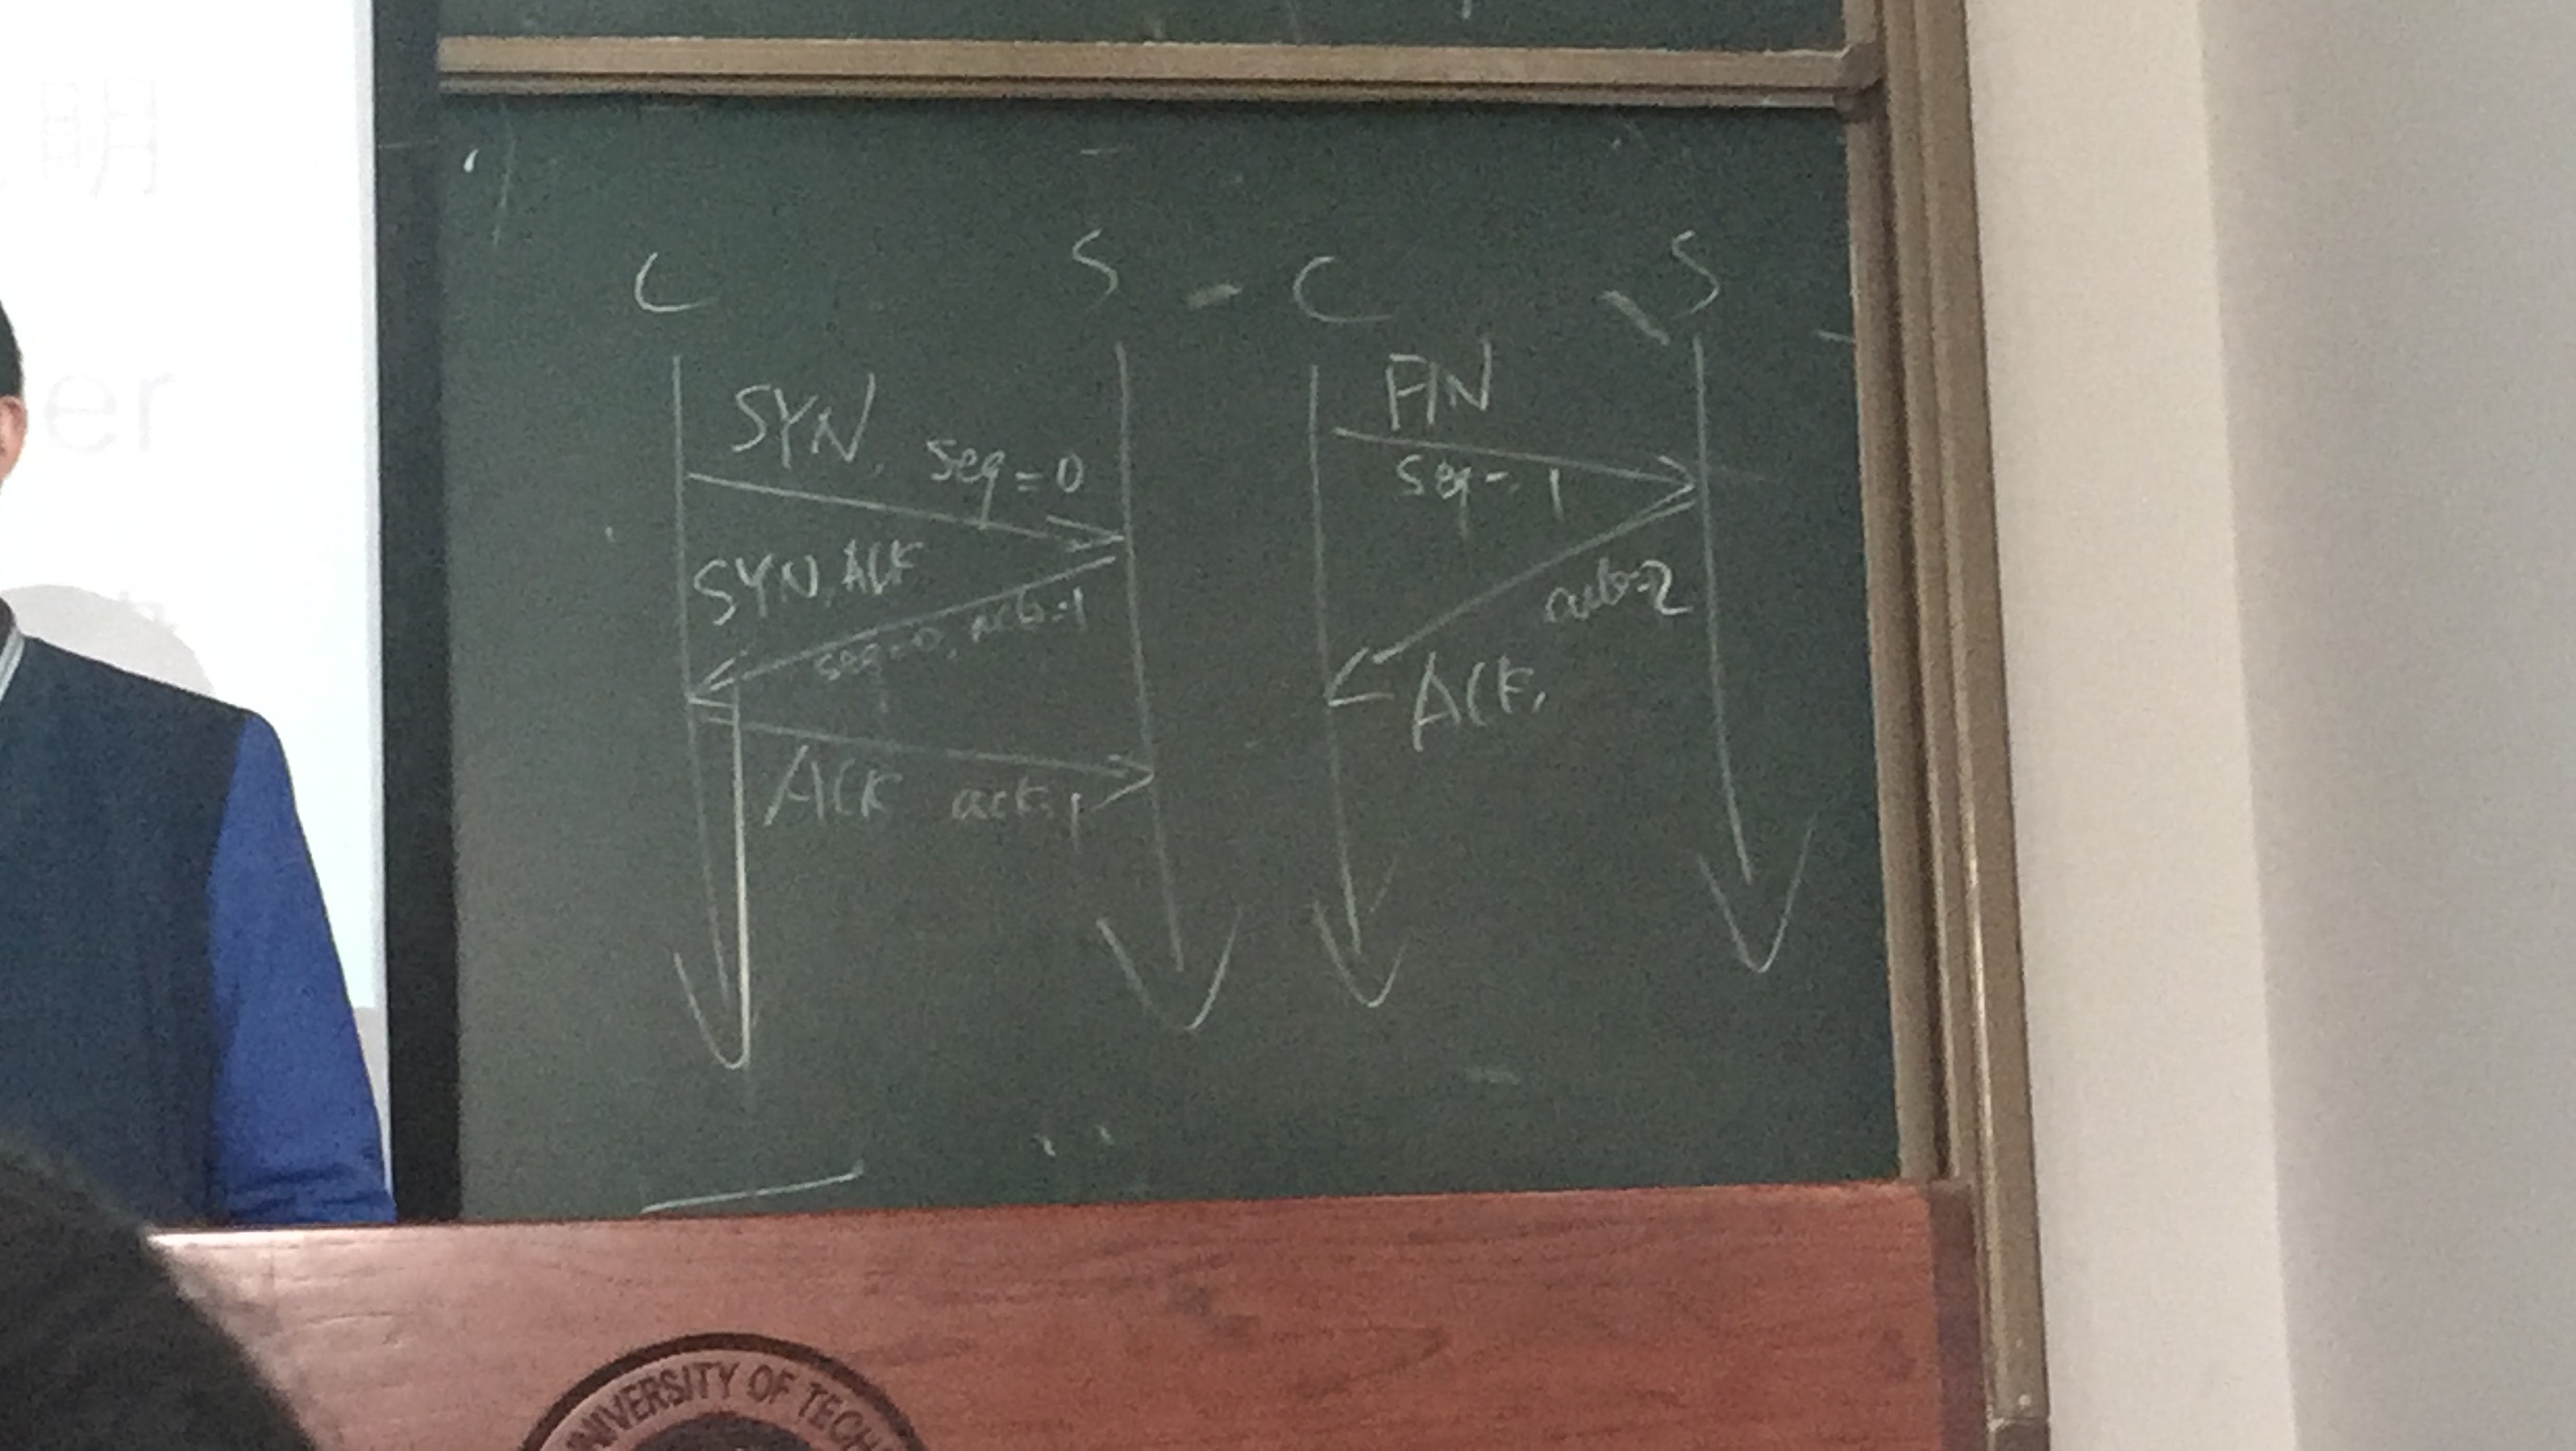 明
er
C S C S
SYN, seq=0
SYN, ACK
seq=0, ack=1
ACK ack=1
FIN
seq=1
ack=2
ACK,
UNIVERSITY OF TECH